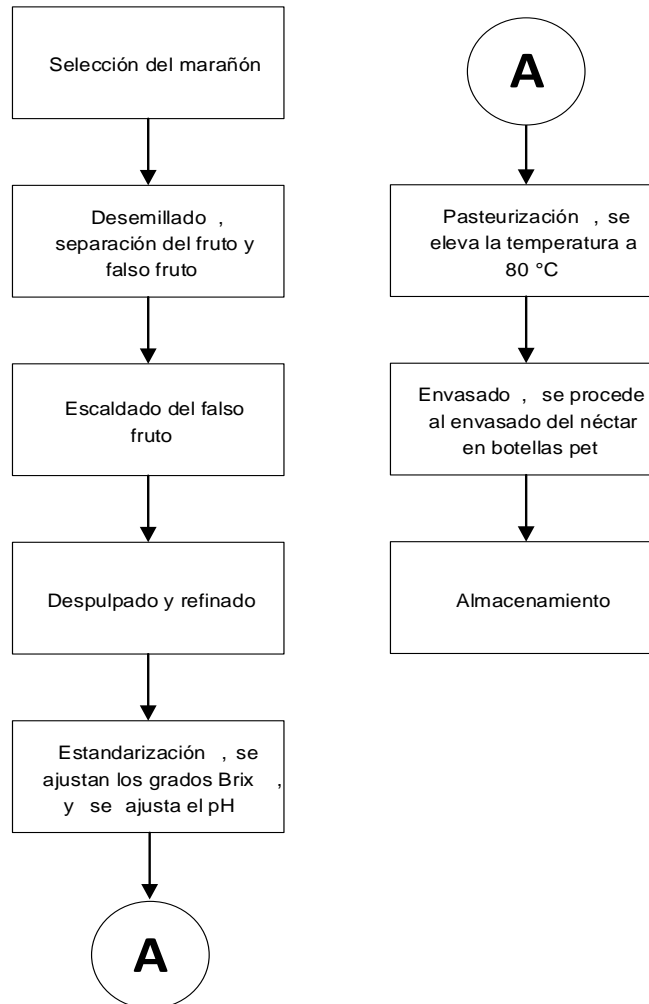 Selección del marañón
Desemillado ,
separación del fruto y
falso fruto
Escaldado del falso
fruto
Despulpado y refinado
Estandarización , se
ajustan los grados Brix ,
y se ajusta el pH
A
A
Pasteurización , se
eleva la temperatura a
80 °C
Envasado , se procede
al envasado del néctar
en botellas pet
Almacenamiento